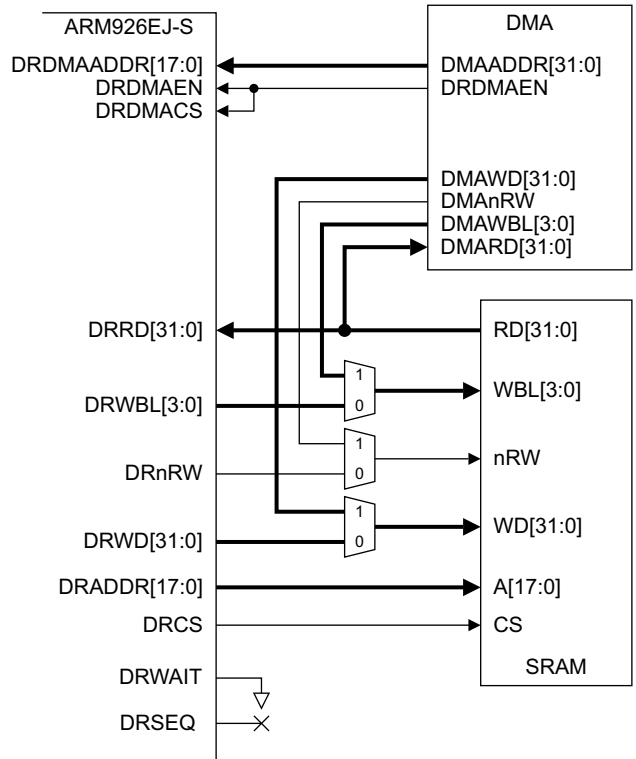 ARM926EJ-S
DMA
DRDMAADDR[17:0]
DMAADDR[31:0]
DRDMAEN
DRDMAEN
DRDMACS
DMAWD[31:0]
DMAnRW
DMAWBL[3:0]
DMARD[31:0]
DRRD[31:0]
RD[31:0]
1
WBL[3:0]
DRWBL[3:0]
0
1
nRW
DRnRW
0
1
WD[31:0]
DRWD[31:0]
0
DRADDR[17:0]
A[17:0]
DRCS
CS
SRAM
DRWAIT
DRSEQ